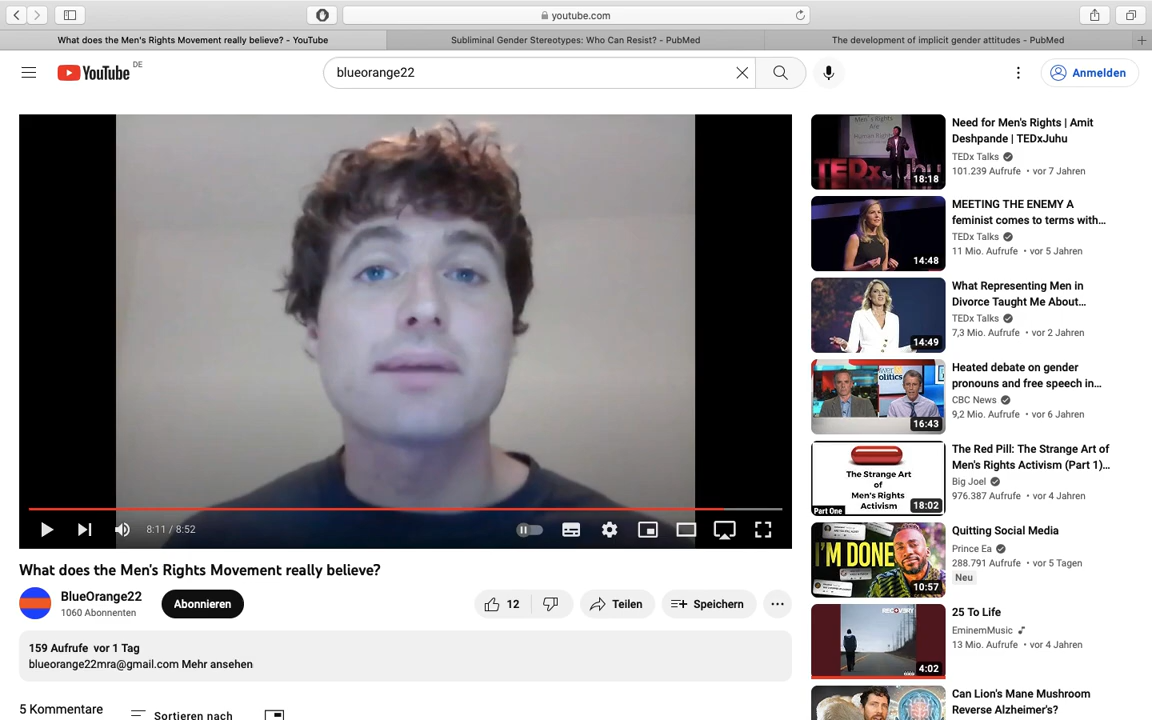 youtube.com
What does the Men's Rights Movement really believe? - YouTube
Subliminal Gender Stereotypes: Who Can Resist? - PubMed
The development of implicit gender attitudes - PubMed
YouTube DE
blueorange22
Anmelden
8:11 / 8:52
What does the Men's Rights Movement really believe?
BlueOrange22
1060 Abonnenten
Abonnieren
12
Teilen
Speichern
159 Aufrufe vor 1 Tag
blueorange22mra@gmail.com Mehr ansehen
5 Kommentare
Sortieren nach
Men's Rights
Are
Human Rights
TEDxJuhu
18:18
Need for Men's Rights | Amit
Deshpande | TEDxJuhu
TEDx Talks
101.239 Aufrufe • vor 7 Jahren
14:48
MEETING THE ENEMY A
feminist comes to terms with…
TEDx Talks
11 Mio. Aufrufe • vor 5 Jahren
14:49
What Representing Men in
Divorce Taught Me About…
TEDx Talks
7,3 Mio. Aufrufe • vor 2 Jahren
16:43
Heated debate on gender
pronouns and free speech in…
CBC News
9,2 Mio. Aufrufe • vor 6 Jahren
The Strange Art
of
Men's Rights
Activism
Part One
18:02
The Red Pill: The Strange Art of
Men's Rights Activism (Part 1)…
Big Joel
976.387 Aufrufe • vor 4 Jahren
I'M DONE
10:57
Quitting Social Media
Prince Ea
288.791 Aufrufe • vor 5 Tagen
Neu
RECOVERY
4:02
25 To Life
EminemMusic
13 Mio. Aufrufe • vor 4 Jahren
Can Lion's Mane Mushroom
Reverse Alzheimer's?